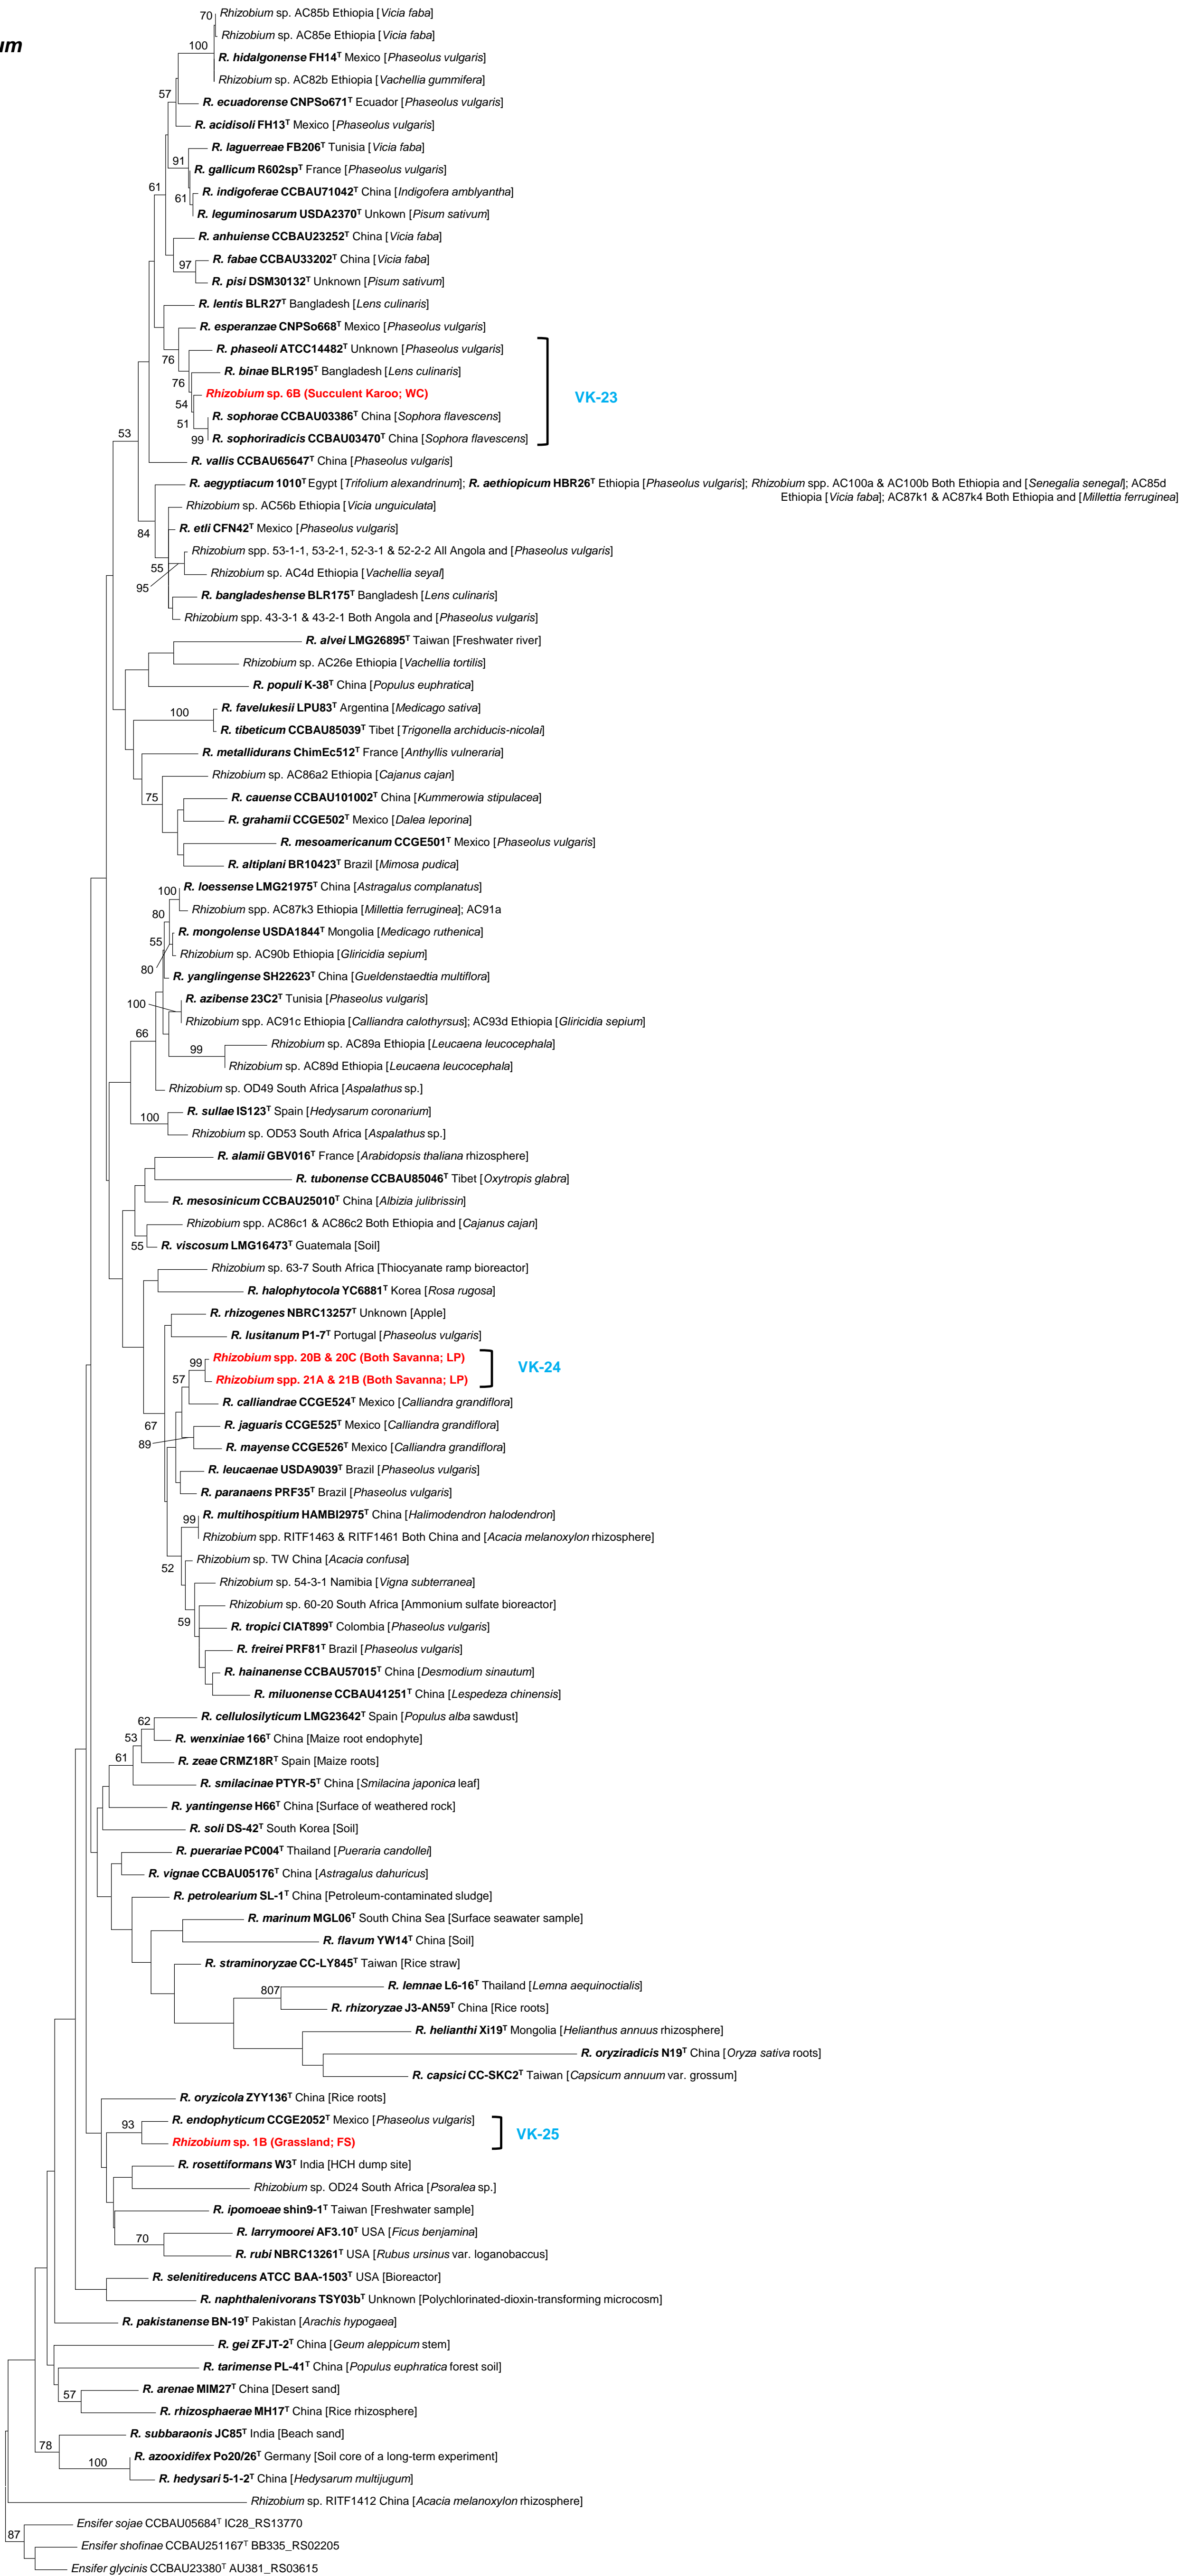 um
70 Rhizobium sp. AC85b Ethiopia [Vicia faba]
Rhizobium sp. AC85e Ethiopia [Vicia faba]
100 R. hidalgonense FH14ᵀ Mexico [Phaseolus vulgaris]
Rhizobium sp. AC82b Ethiopia [Vachellia gummifera]
57 R. ecuadorense CNPSo671ᵀ Ecuador [Phaseolus vulgaris]
R. acidisoli FH13ᵀ Mexico [Phaseolus vulgaris]
R. laguerreae FB206ᵀ Tunisia [Vicia faba]
91 R. gallicum R602spᵀ France [Phaseolus vulgaris]
61 R. indigoferae CCBAU71042ᵀ China [Indigofera amblyantha]
61 R. leguminosarum USDA2370ᵀ Unkown [Pisum sativum]
R. anhuiense CCBAU23252ᵀ China [Vicia faba]
97 R. fabae CCBAU33202ᵀ China [Vicia faba]
R. pisi DSM30132ᵀ Unknown [Pisum sativum]
R. lentis BLR27ᵀ Bangladesh [Lens culinaris]
R. esperanzae CNPSo668ᵀ Mexico [Phaseolus vulgaris]
76 R. phaseoli ATCC14482ᵀ Unknown [Phaseolus vulgaris]
76 R. binae BLR195ᵀ Bangladesh [Lens culinaris]
54 Rhizobium sp. 6B (Succulent Karoo; WC) VK-23
51 R. sophorae CCBAU03386ᵀ China [Sophora flavescens]
53 99 R. sophoriradicis CCBAU03470ᵀ China [Sophora flavescens]
R. vallis CCBAU65647ᵀ China [Phaseolus vulgaris]
R. aegyptiacum 1010ᵀ Egypt [Trifolium alexandrinum]; R. aethiopicum HBR26ᵀ Ethiopia [Phaseolus vulgaris]; Rhizobium spp. AC100a & AC100b Both Ethiopia and [Senegalia senegal]; AC85d
Ethiopia [Vicia faba]; AC87k1 & AC87k4 Both Ethiopia and [Millettia ferruginea]
Rhizobium sp. AC56b Ethiopia [Vicia unguiculata]
84 R. etli CFN42ᵀ Mexico [Phaseolus vulgaris]
Rhizobium spp. 53-1-1, 53-2-1, 52-3-1 & 52-2-2 All Angola and [Phaseolus vulgaris]
55 Rhizobium sp. AC4d Ethiopia [Vachellia seyal]
95 R. bangladeshense BLR175ᵀ Bangladesh [Lens culinaris]
Rhizobium spp. 43-3-1 & 43-2-1 Both Angola and [Phaseolus vulgaris]
R. alvei LMG26895ᵀ Taiwan [Freshwater river]
Rhizobium sp. AC26e Ethiopia [Vachellia tortilis]
R. populi K-38ᵀ China [Populus euphratica]
100 R. favelukesii LPU83ᵀ Argentina [Medicago sativa]
R. tibeticum CCBAU85039ᵀ Tibet [Trigonella archiducis-nicolai]
R. metallidurans ChimEc512ᵀ France [Anthyllis vulneraria]
Rhizobium sp. AC86a2 Ethiopia [Cajanus cajan]
75 R. cauense CCBAU101002ᵀ China [Kummerowia stipulacea]
R. grahamii CCGE502ᵀ Mexico [Dalea leporina]
R. mesoamericanum CCGE501ᵀ Mexico [Phaseolus vulgaris]
R. altiplani BR10423ᵀ Brazil [Mimosa pudica]
100 R. loessense LMG21975ᵀ China [Astragalus complanatus]
80 Rhizobium spp. AC87k3 Ethiopia [Millettia ferruginea]; AC91a
R. mongolense USDA1844ᵀ Mongolia [Medicago ruthenica]
55 Rhizobium sp. AC90b Ethiopia [Gliricidia sepium]
80 R. yanglingense SH22623ᵀ China [Gueldenstaedtia multiflora]
100 R. azibense 23C2ᵀ Tunisia [Phaseolus vulgaris]
Rhizobium spp. AC91c Ethiopia [Calliandra calothyrsus]; AC93d Ethiopia [Gliricidia sepium]
66 Rhizobium sp. AC89a Ethiopia [Leucaena leucocephala]
99 Rhizobium sp. AC89d Ethiopia [Leucaena leucocephala]
Rhizobium sp. OD49 South Africa [Aspalathus sp.]
100 R. sullae IS123ᵀ Spain [Hedysarum coronarium]
Rhizobium sp. OD53 South Africa [Aspalathus sp.]
R. alamii GBV016ᵀ France [Arabidopsis thaliana rhizosphere]
R. tubonense CCBAU85046ᵀ Tibet [Oxytropis glabra]
R. mesosinicum CCBAU25010ᵀ China [Albizia julibrissin]
Rhizobium spp. AC86c1 & AC86c2 Both Ethiopia and [Cajanus cajan]
55 R. viscosum LMG16473ᵀ Guatemala [Soil]
Rhizobium sp. 63-7 South Africa [Thiocyanate ramp bioreactor]
R. halophytocola YC6881ᵀ Korea [Rosa rugosa]
R. rhizogenes NBRC13257ᵀ Unknown [Apple]
R. lusitanum P1-7ᵀ Portugal [Phaseolus vulgaris]
99 Rhizobium spp. 20B & 20C (Both Savanna; LP) VK-24
57 Rhizobium spp. 21A & 21B (Both Savanna; LP)
R. calliandrae CCGE524ᵀ Mexico [Calliandra grandiflora]
67 R. jaguaris CCGE525ᵀ Mexico [Calliandra grandiflora]
89 R. mayense CCGE526ᵀ Mexico [Calliandra grandiflora]
R. leucaenae USDA9039ᵀ Brazil [Phaseolus vulgaris]
R. paranaens PRF35ᵀ Brazil [Phaseolus vulgaris]
99 R. multihospitium HAMBI2975ᵀ China [Halimodendron halodendron]
Rhizobium spp. RITF1463 & RITF1461 Both China and [Acacia melanoxylon rhizosphere]
52 Rhizobium sp. TW China [Acacia confusa]
Rhizobium sp. 54-3-1 Namibia [Vigna subterranea]
Rhizobium sp. 60-20 South Africa [Ammonium sulfate bioreactor]
59 R. tropici CIAT899ᵀ Colombia [Phaseolus vulgaris]
R. freirei PRF81ᵀ Brazil [Phaseolus vulgaris]
R. hainanense CCBAU57015ᵀ China [Desmodium sinautum]
R. miluonense CCBAU41251ᵀ China [Lespedeza chinensis]
62 R. cellulosilyticum LMG23642ᵀ Spain [Populus alba sawdust]
53 R. wenxiniae 166ᵀ China [Maize root endophyte]
61 R. zeae CRMZ18Rᵀ Spain [Maize roots]
R. smilacinae PTYR-5ᵀ China [Smilacina japonica leaf]
R. yantingense H66ᵀ China [Surface of weathered rock]
R. soli DS-42ᵀ South Korea [Soil]
R. puerariae PC004ᵀ Thailand [Pueraria candollei]
R. vignae CCBAU05176ᵀ China [Astragalus dahuricus]
R. petrolearium SL-1ᵀ China [Petroleum-contaminated sludge]
R. marinum MGL06ᵀ South China Sea [Surface seawater sample]
R. flavum YW14ᵀ China [Soil]
R. straminoryzae CC-LY845ᵀ Taiwan [Rice straw]
807 R. lemnae L6-16ᵀ Thailand [Lemna aequinoctialis]
R. rhizoryzae J3-AN59ᵀ China [Rice roots]
R. helianthi Xi19ᵀ Mongolia [Helianthus annuus rhizosphere]
R. oryziradicis N19ᵀ China [Oryza sativa roots]
R. capsici CC-SKC2ᵀ Taiwan [Capsicum annuum var. grossum]
R. oryzicola ZYY136ᵀ China [Rice roots]
93 R. endophyticum CCGE2052ᵀ Mexico [Phaseolus vulgaris] VK-25
Rhizobium sp. 1B (Grassland; FS)
R. rosettiformans W3ᵀ India [HCH dump site]
Rhizobium sp. OD24 South Africa [Psoralea sp.]
R. ipomoeae shin9-1ᵀ Taiwan [Freshwater sample]
70 R. larrymoorei AF3.10ᵀ USA [Ficus benjamina]
R. rubi NBRC13261ᵀ USA [Rubus ursinus var. loganobaccus]
R. selenitireducens ATCC BAA-1503ᵀ USA [Bioreactor]
R. naphthalenivorans TSY03bᵀ Unknown [Polychlorinated-dioxin-transforming microcosm]
R. pakistanense BN-19ᵀ Pakistan [Arachis hypogaea]
R. gei ZFJT-2ᵀ China [Geum aleppicum stem]
R. tarimense PL-41ᵀ China [Populus euphratica forest soil]
57 R. arenae MIM27ᵀ China [Desert sand]
R. rhizosphaerae MH17ᵀ China [Rice rhizosphere]
R. subbaraonis JC85ᵀ India [Beach sand]
78 R. azooxidifex Po20/26ᵀ Germany [Soil core of a long-term experiment]
100 R. hedysari 5-1-2ᵀ China [Hedysarum multijugum]
Rhizobium sp. RITF1412 China [Acacia melanoxylon rhizosphere]
Ensifer sojae CCBAU05684ᵀ IC28_RS13770
87 Ensifer shofinae CCBAU251167ᵀ BB335_RS02205
Ensifer glycinis CCBAU23380ᵀ AU381_RS03615